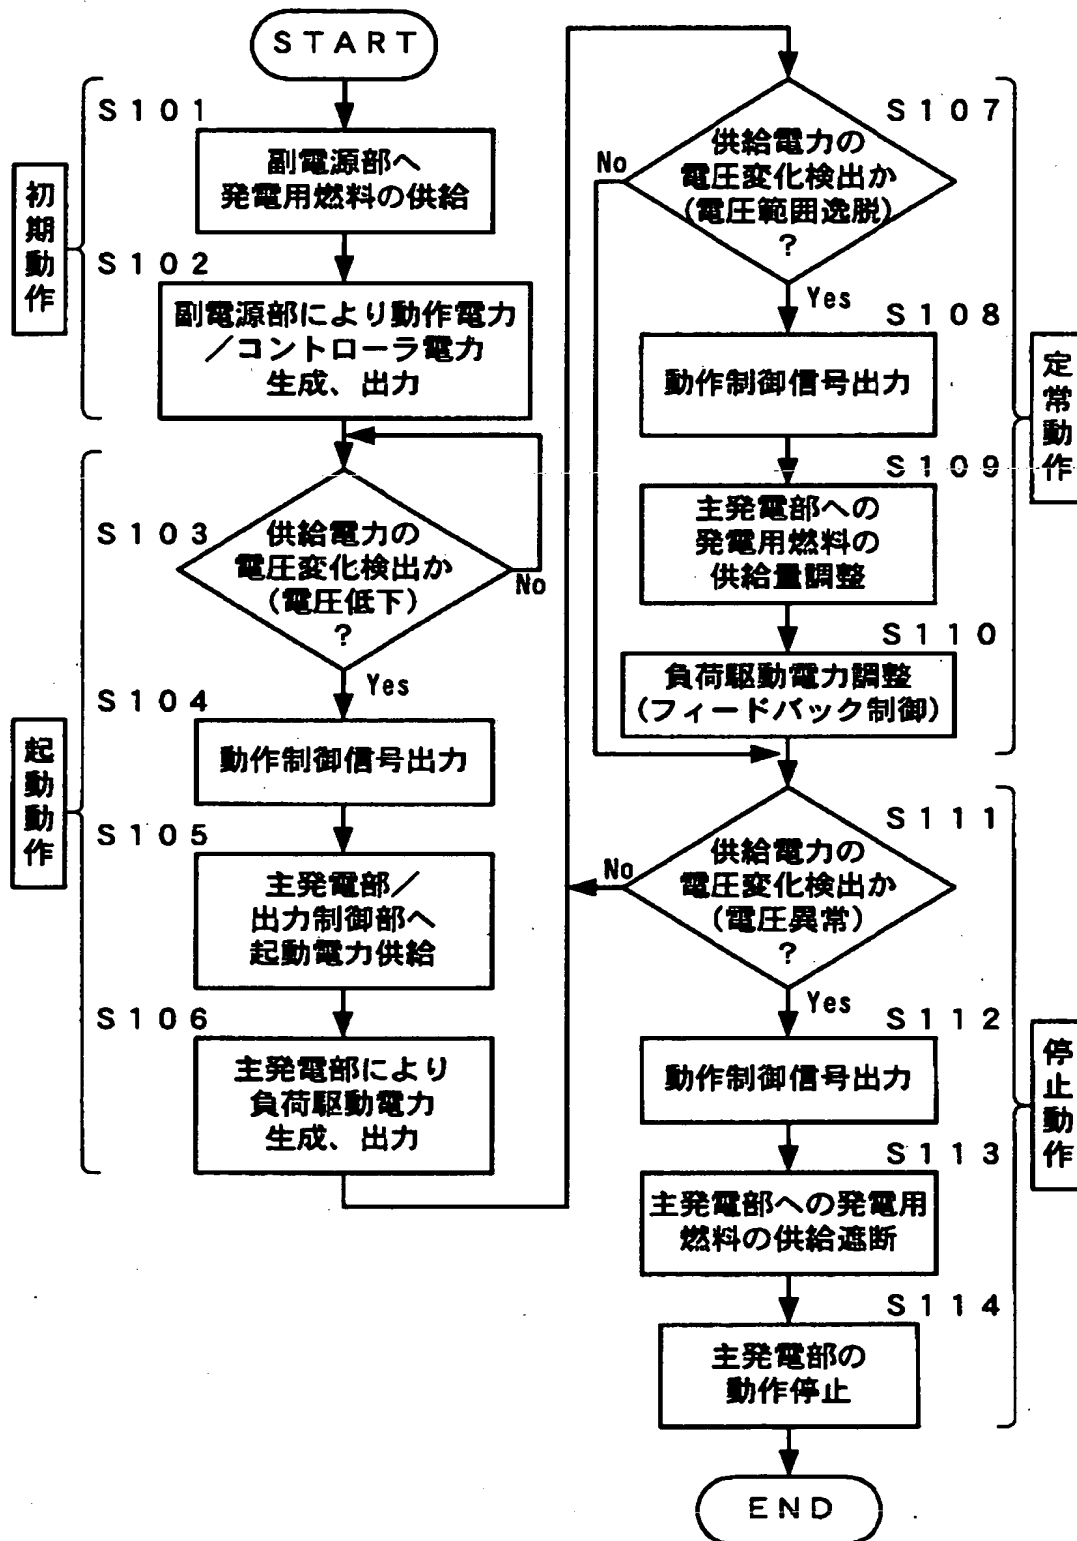 START
初期動作
S101
副電源部へ
発電用燃料の供給
S102
副電源部により動作電力
／コントローラ電力
生成、出力
起動動作
S103
供給電力の
電圧変化検出か
(電圧低下)
?
No
Yes
S104
動作制御信号出力
S105
主発電部／
出力制御部へ
起動電力供給
S106
主発電部により
負荷駆動電力
生成、出力
定常動作
S107
供給電力の
電圧変化検出か
(電圧範囲逸脱)
?
No
Yes
S108
動作制御信号出力
S109
主発電部への
発電用燃料の
供給量調整
S110
負荷駆動電力調整
(フィードバック制御)
停止動作
S111
供給電力の
電圧変化検出か
(電圧異常)
?
No
Yes
S112
動作制御信号出力
S113
主発電部への発電用
燃料の供給遮断
S114
主発電部の
動作停止
END